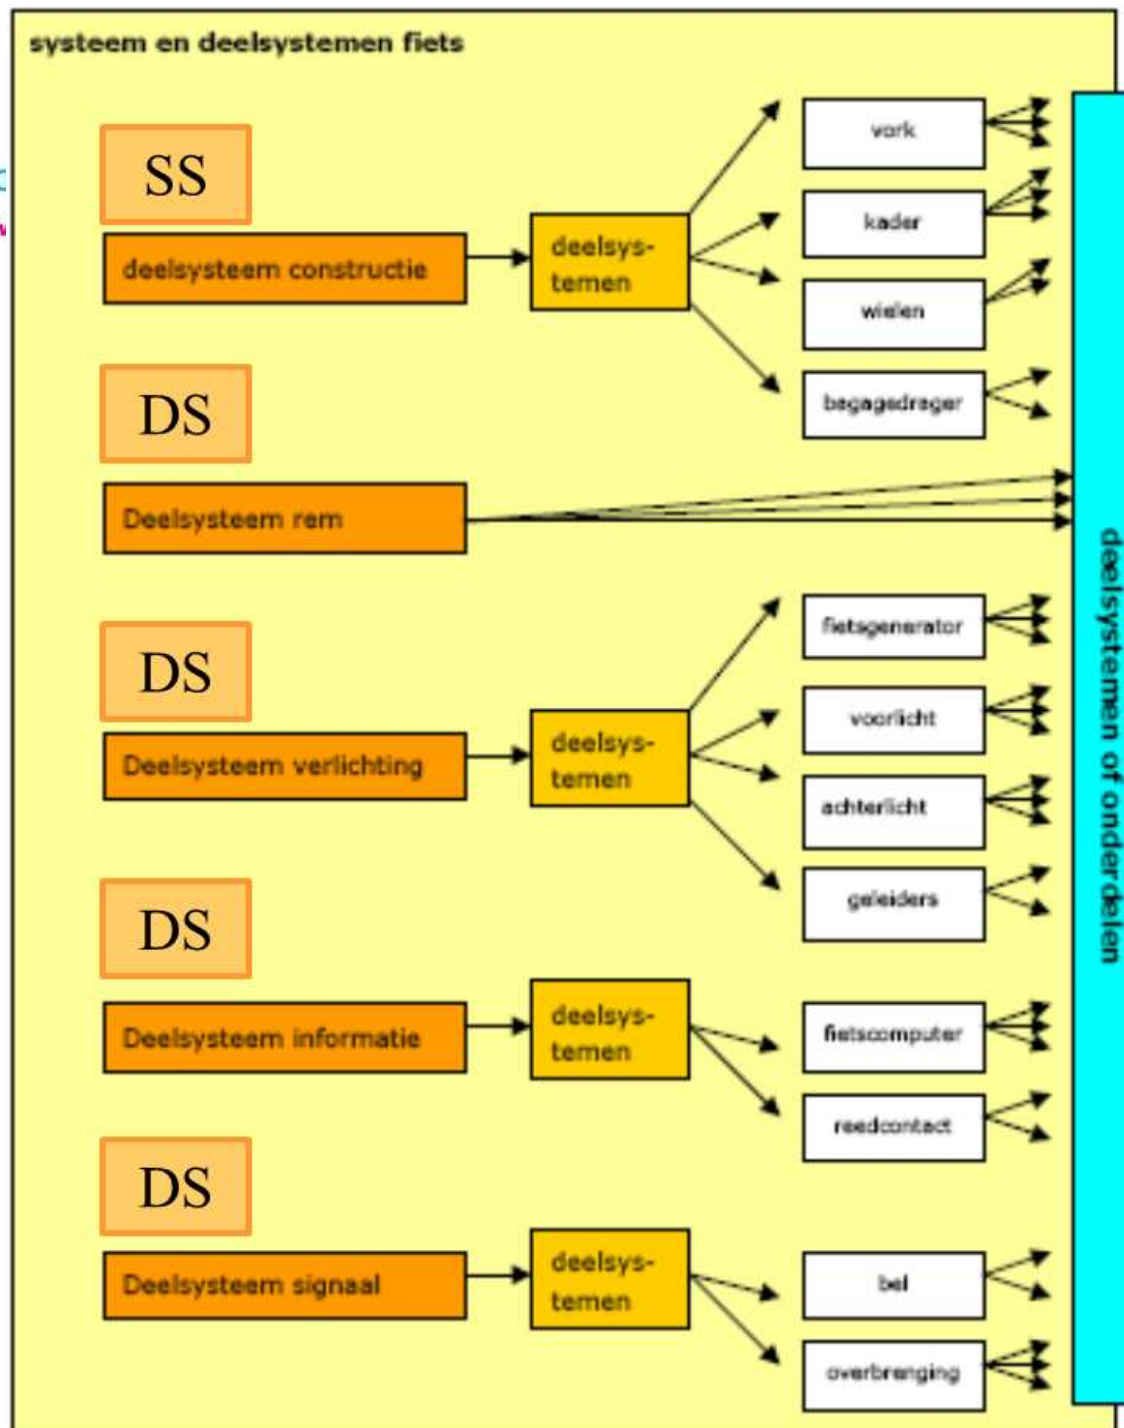 systeem en deelsystemen fiets
SS
deelsysteem constructie
deelsys-
temen
vork
kader
wielen
bagagedrager
DS
Deelsysteem rem
DS
Deelsysteem verlichting
deelsys-
temen
fietsgenerator
voorlicht
achterlicht
geleiders
DS
Deelsysteem informatie
deelsys-
temen
fietscomputer
reedcontact
DS
Deelsysteem signaal
deelsys-
temen
bel
overbrenging
deelsystemen of onderdelen